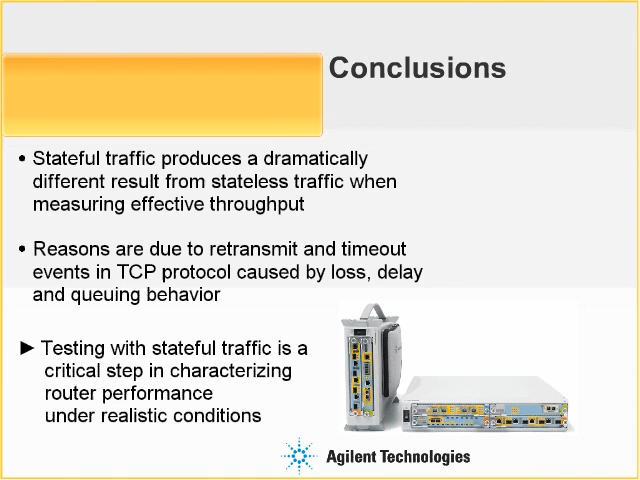 Conclusions
• Stateful traffic produces a dramatically
different result from stateless traffic when
measuring effective throughput
• Reasons are due to retransmit and timeout
events in TCP protocol caused by loss, delay
and queuing behavior
► Testing with stateful traffic is a
critical step in characterizing
router performance
under realistic conditions
Agilent Technologies